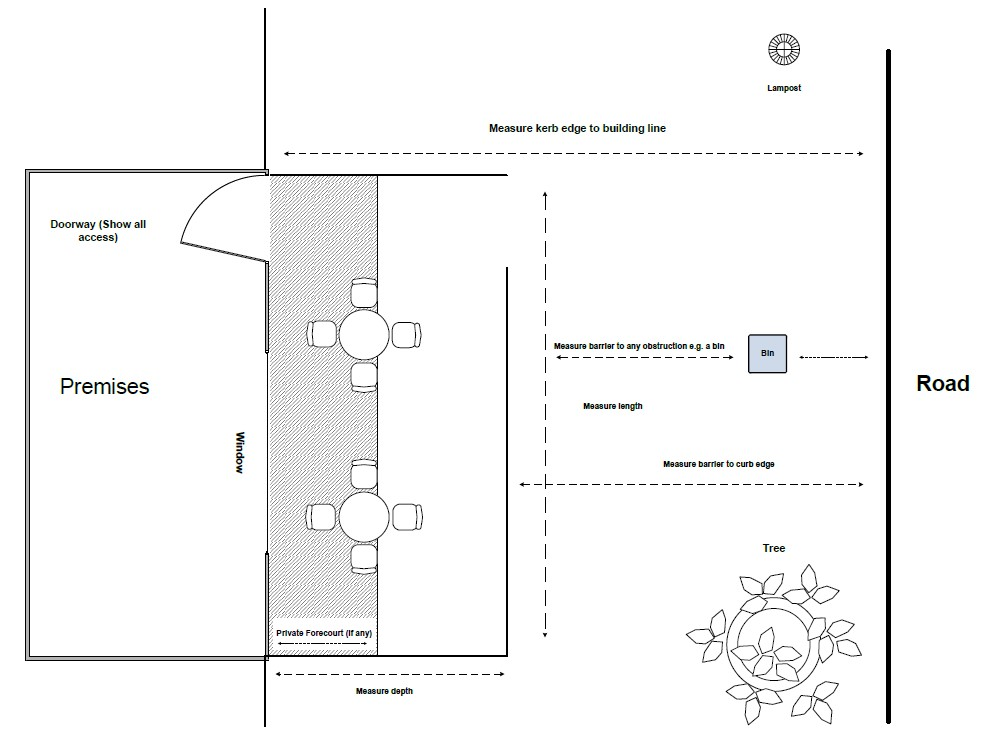 Lampost
Measure kerb edge to building line
Doorway (Show all
access)
Measure barrier to any obstruction e.g. a bin
Bin
Premises
Road
Measure length
Window
Measure barrier to curb edge
Tree
Private Forecourt (if any)
Measure depth